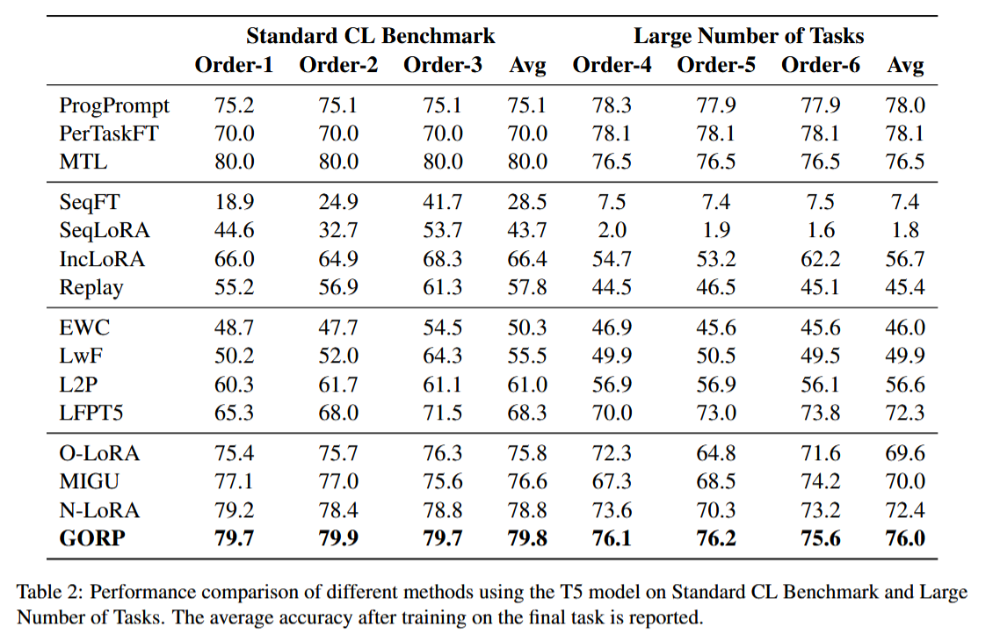 Standard CL Benchmark Large Number of Tasks
Order-1 Order-2 Order-3 Avg Order-4 Order-5 Order-6 Avg
ProgPrompt 75.2 75.1 75.1 75.1 78.3 77.9 77.9 78.0
PerTaskFT 70.0 70.0 70.0 70.0 78.1 78.1 78.1 78.1
MTL 80.0 80.0 80.0 80.0 76.5 76.5 76.5 76.5
SeqFT 18.9 24.9 41.7 28.5 7.5 7.4 7.5 7.4
SeqLoRA 44.6 32.7 53.7 43.7 2.0 1.9 1.6 1.8
IncLoRA 66.0 64.9 68.3 66.4 54.7 53.2 62.2 56.7
Replay 55.2 56.9 61.3 57.8 44.5 46.5 45.1 45.4
EWC 48.7 47.7 54.5 50.3 46.9 45.6 45.6 46.0
LwF 50.2 52.0 64.3 55.5 49.9 50.5 49.5 49.9
L2P 60.3 61.7 61.1 61.0 56.9 56.9 56.1 56.6
LFPT5 65.3 68.0 71.5 68.3 70.0 73.0 73.8 72.3
O-LoRA 75.4 75.7 76.3 75.8 72.3 64.8 71.6 69.6
MIGU 77.1 77.0 75.6 76.6 67.3 68.5 74.2 70.0
N-LoRA 79.2 78.4 78.8 78.8 73.6 70.3 73.2 72.4
GORP 79.7 79.9 79.7 79.8 76.1 76.2 75.6 76.0
Table 2: Performance comparison of different methods using the T5 model on Standard CL Benchmark and Large
Number of Tasks. The average accuracy after training on the final task is reported.